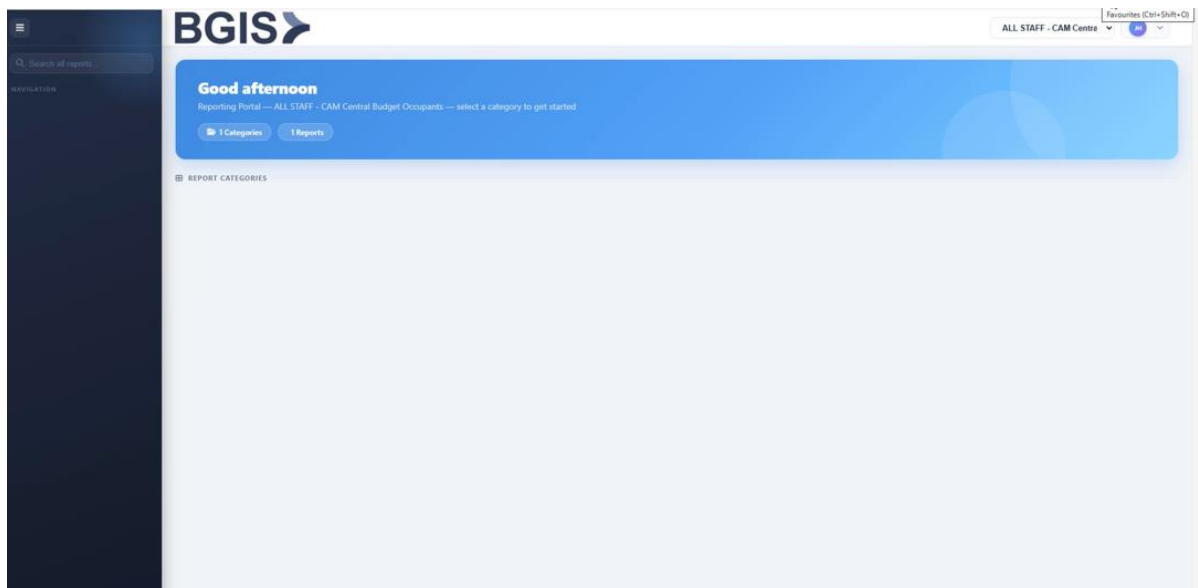 Favourites (Ctrl+Shift+O)
BGIS
ALL STAFF - CAM Centra
JH
Search all reports...
NAVIGATION
Good afternoon
Reporting Portal — ALL STAFF - CAM Central Budget Occupants — select a category to get started
1 Categories
1 Reports
REPORT CATEGORIES